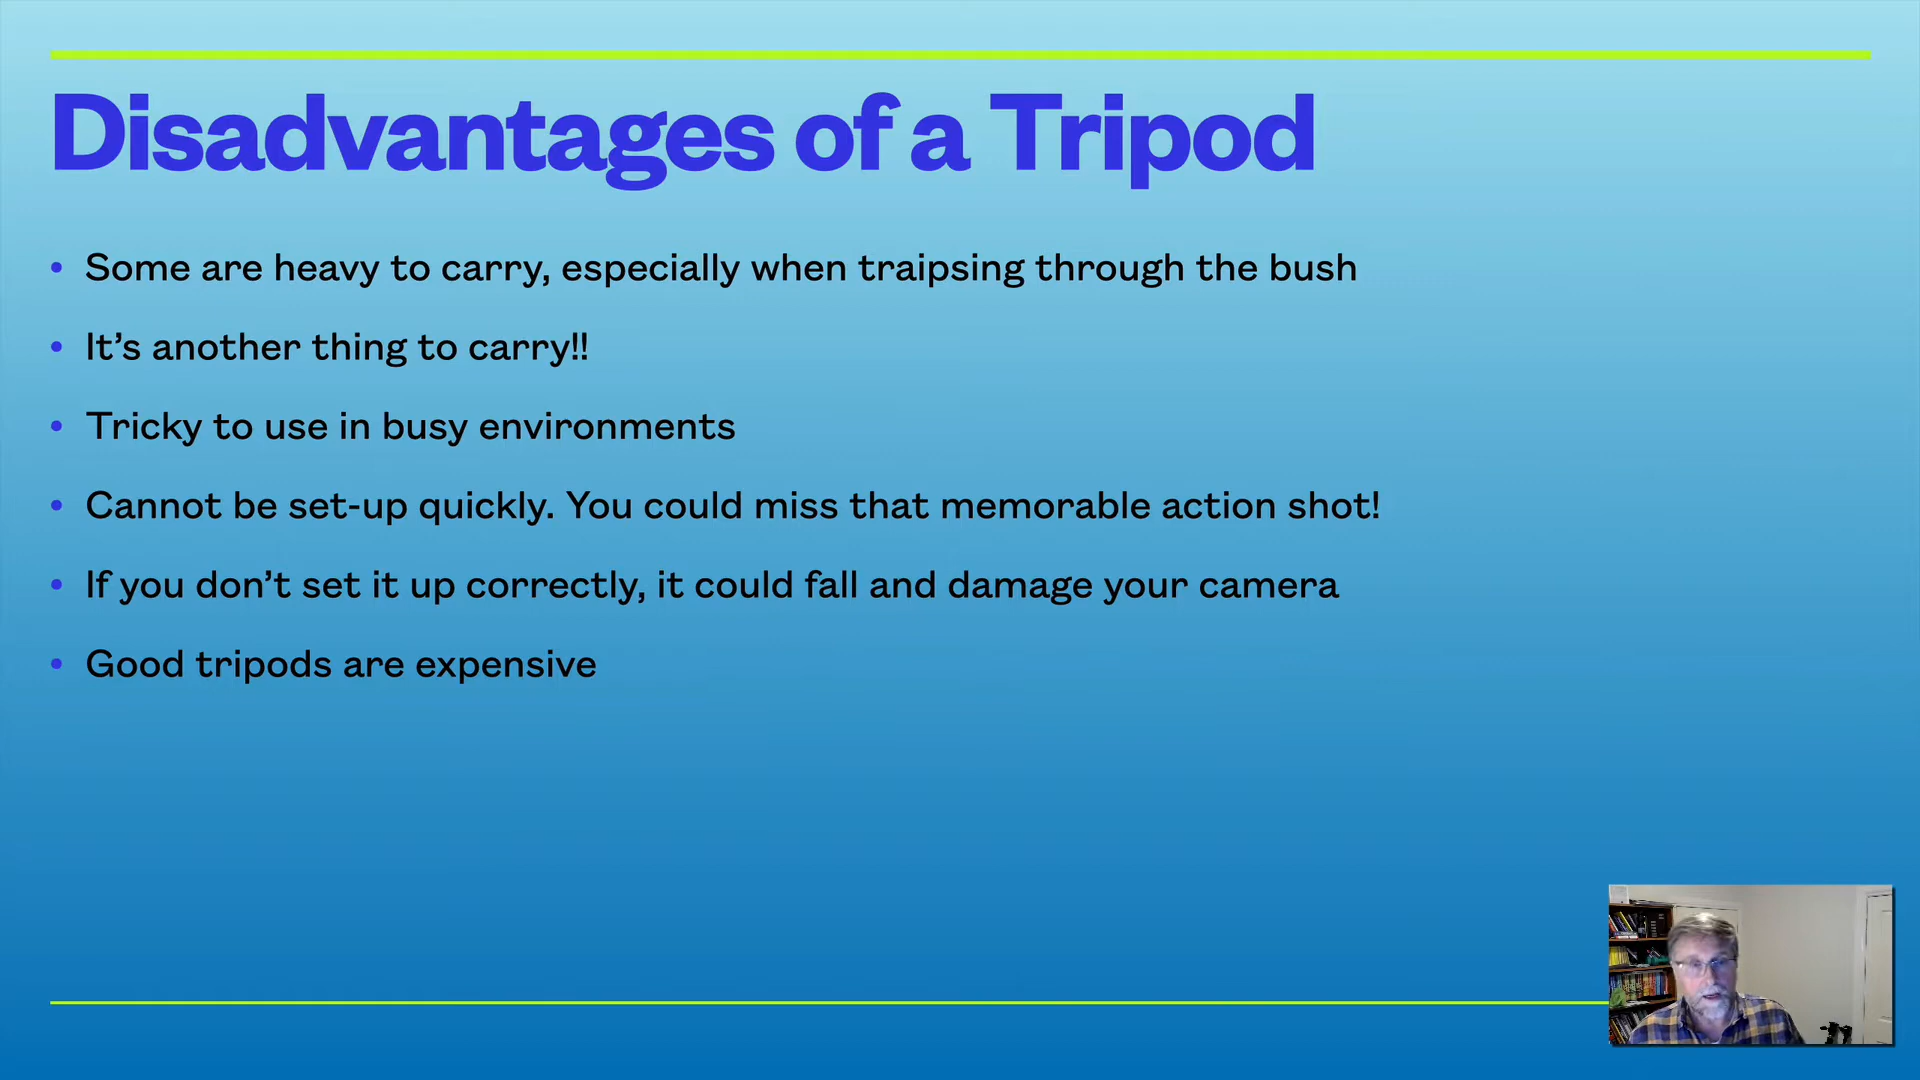 Disadvantages of a Tripod
• Some are heavy to carry, especially when traipsing through the bush
• It’s another thing to carry!!
• Tricky to use in busy environments
• Cannot be set-up quickly. You could miss that memorable action shot!
• If you don’t set it up correctly, it could fall and damage your camera
• Good tripods are expensive